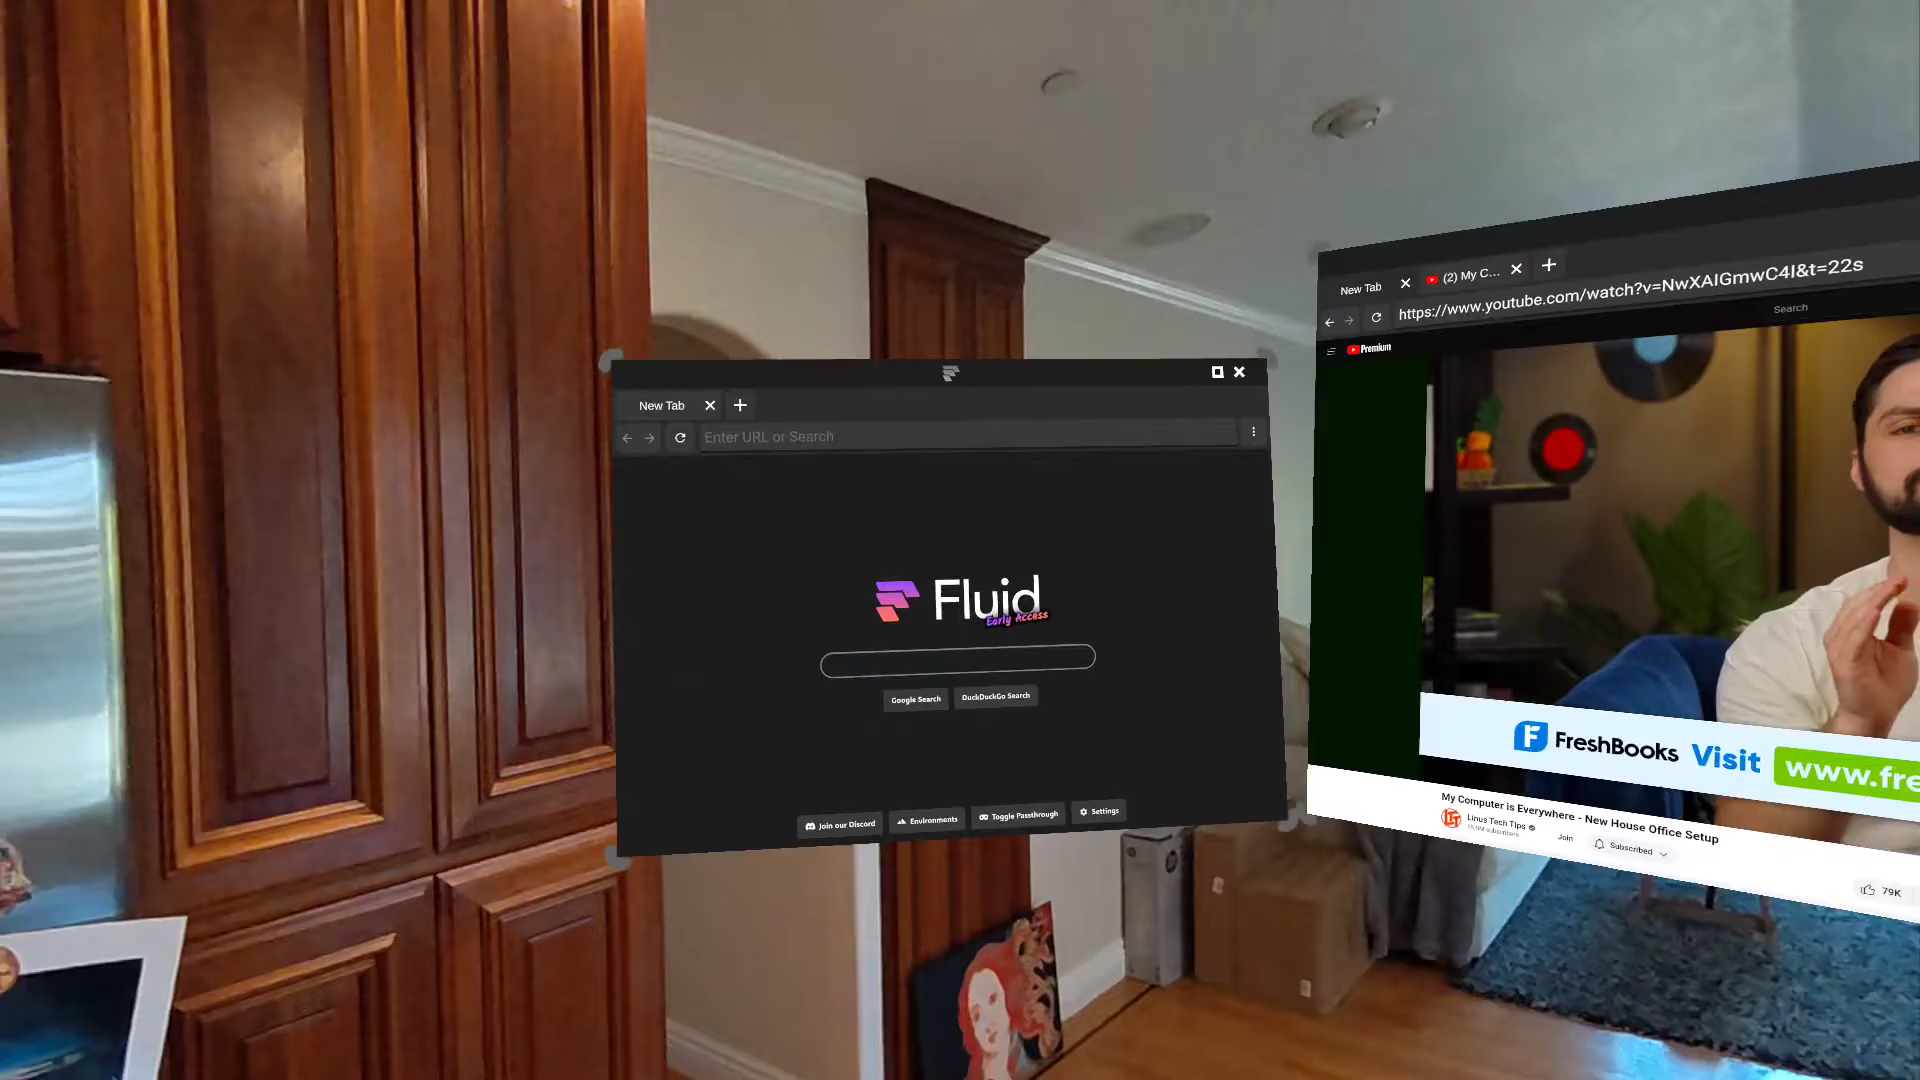 New Tab
Enter URL or Search
Fluid
Early Access
Google Search
DuckDuckGo Search
Join our Discord
Environments
Toggle Passthrough
Settings
New Tab
(2) My C...
https://www.youtube.com/watch?v=NwXAIGmwC4I&t=22s
Search
Premium
FreshBooks Visit www.fre
My Computer is Everywhere - New House Office Setup
Linus Tech Tips
Join
Subscribed
79K